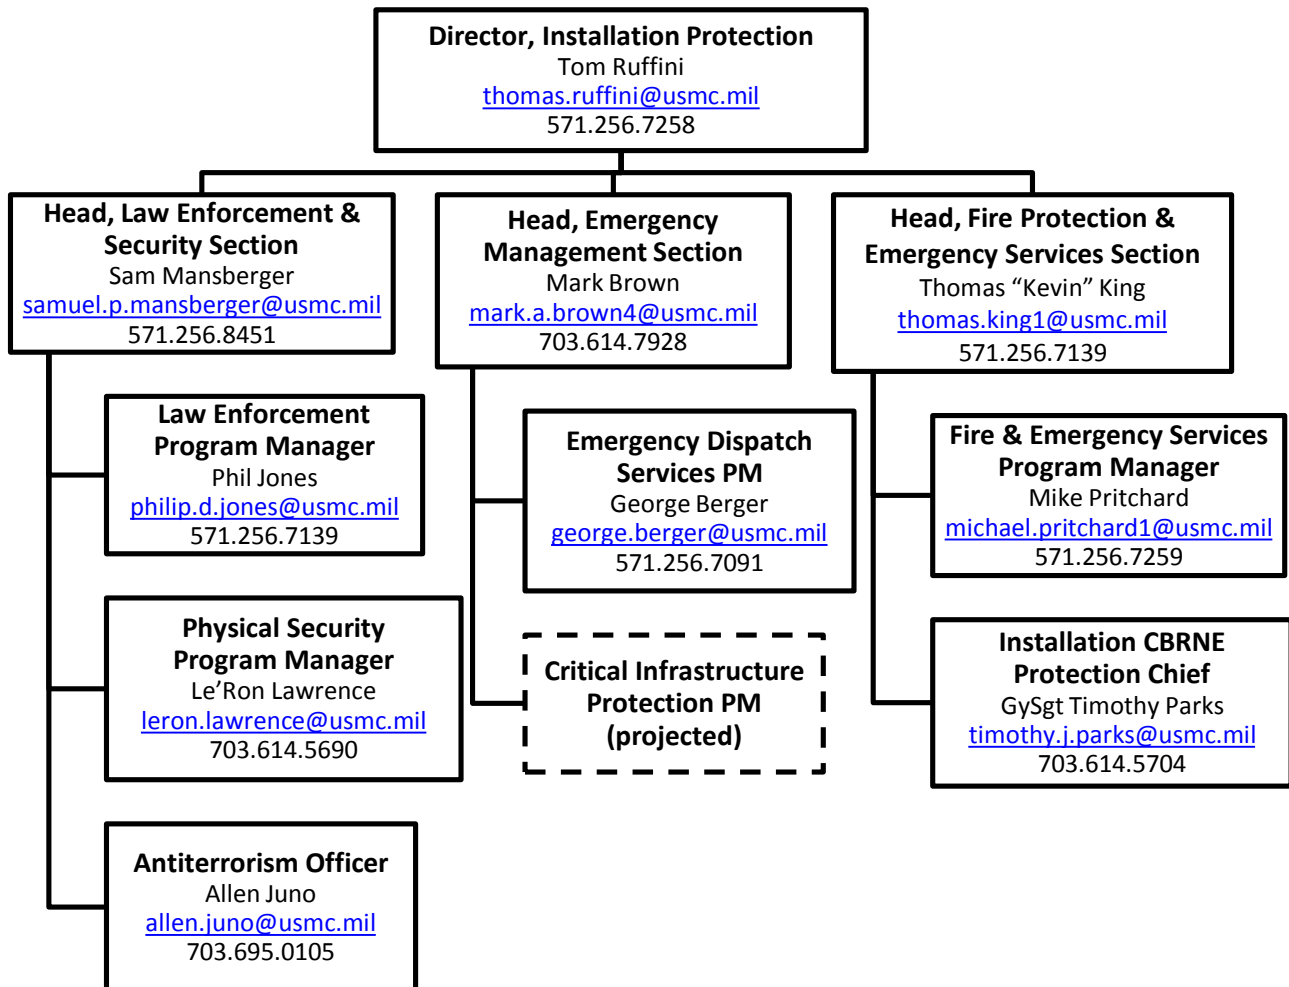 Director, Installation Protection
Tom Ruffini
thomas.ruffini@usmc.mil
571.256.7258
Head, Law Enforcement &
Security Section
Sam Mansberger
samuel.p.mansberger@usmc.mil
571.256.8451
Head, Emergency
Management Section
Mark Brown
mark.a.brown4@usmc.mil
703.614.7928
Head, Fire Protection &
Emergency Services Section
Thomas “Kevin” King
thomas.king1@usmc.mil
571.256.7139
Law Enforcement
Program Manager
Phil Jones
philip.d.jones@usmc.mil
571.256.7139
Physical Security
Program Manager
Le’Ron Lawrence
leron.lawrence@usmc.mil
703.614.5690
Antiterrorism Officer
Allen Juno
allen.juno@usmc.mil
703.695.0105
Emergency Dispatch
Services PM
George Berger
george.berger@usmc.mil
571.256.7091
Critical Infrastructure
Protection PM
(projected)
Fire & Emergency Services
Program Manager
Mike Pritchard
michael.pritchard1@usmc.mil
571.256.7259
Installation CBRNE
Protection Chief
GySgt Timothy Parks
timothy.j.parks@usmc.mil
703.614.5704